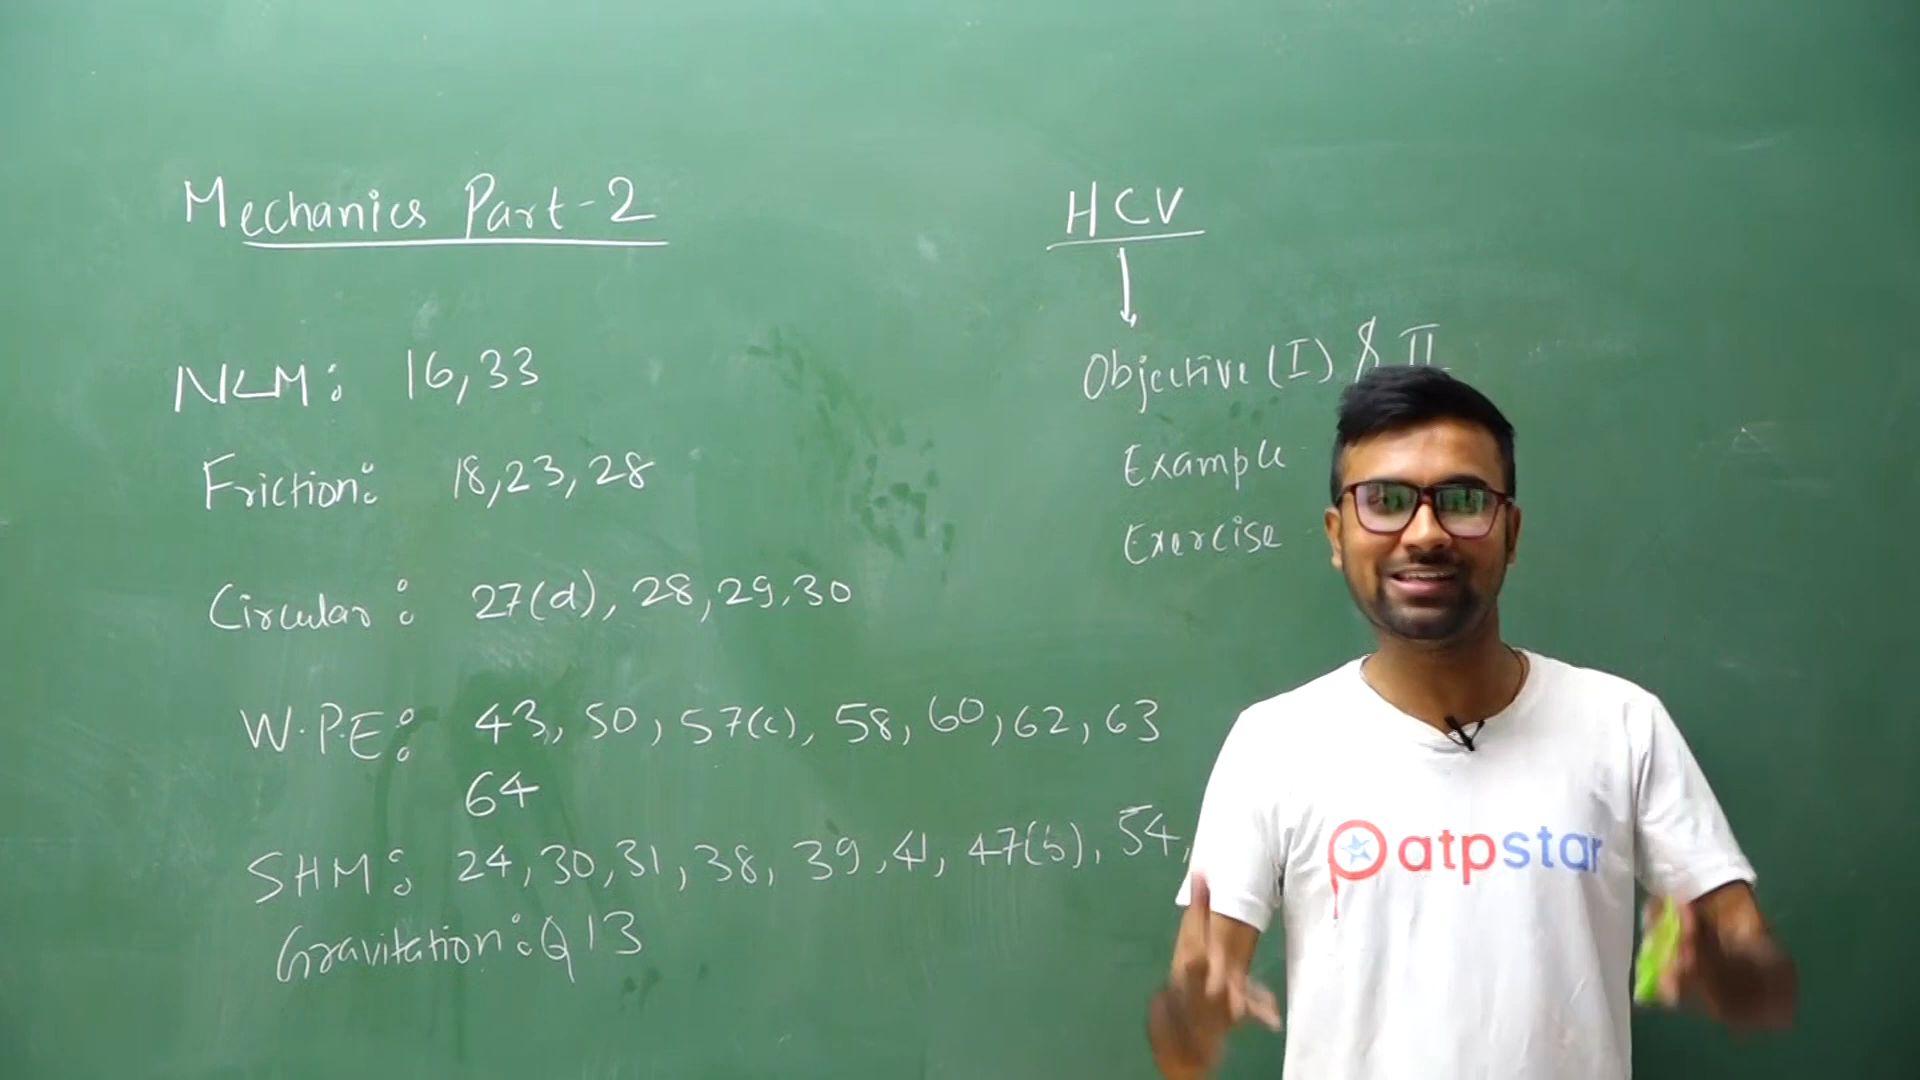 Mechanics Part-2
NLM: 16,33
Friction: 18,23,28
Circular: 27(d), 28,29,30
W.P.E: 43, 50, 57(c), 58, 60, 62, 63
64
SHM: 24, 30, 31, 38, 39, 41, 47(b), 54,
Gravitation: Q 13
HCV
Objective (I) & II
Example
Exercise
atpstar